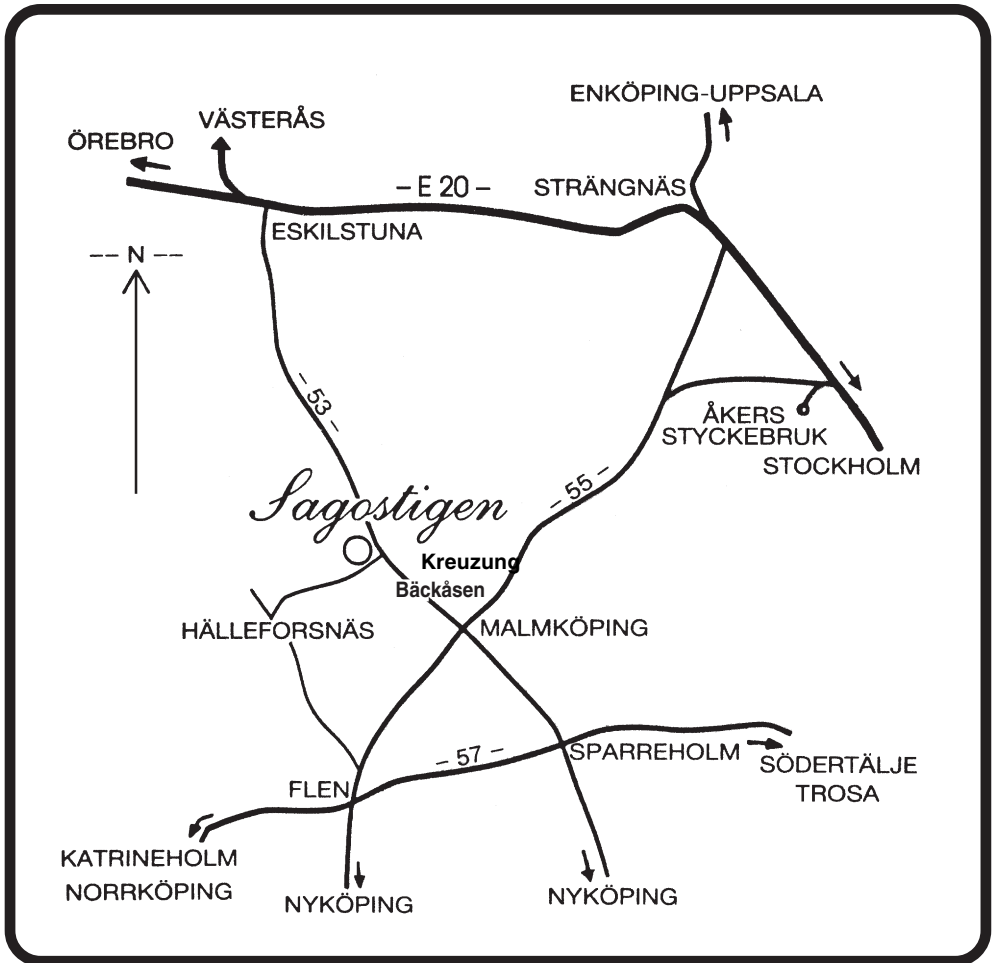 ENKÖPING-UPPSALA
VÄSTERÅS
ÖREBRO
– E 20 –
STRÄNGNÄS
ESKILSTUNA
-- N --
– 53 –
ÅKERS
STYCKEBRUK
STOCKHOLM
– 55 –
Sagostigen
Kreuzung
Bäckåsen
HÄLLEFORSNÄS
MALMKÖPING
– 57 –
SPARREHOLM
SÖDERTÄLJE
TROSA
FLEN
KATRINEHOLM
NORRKÖPING
NYKÖPING
NYKÖPING